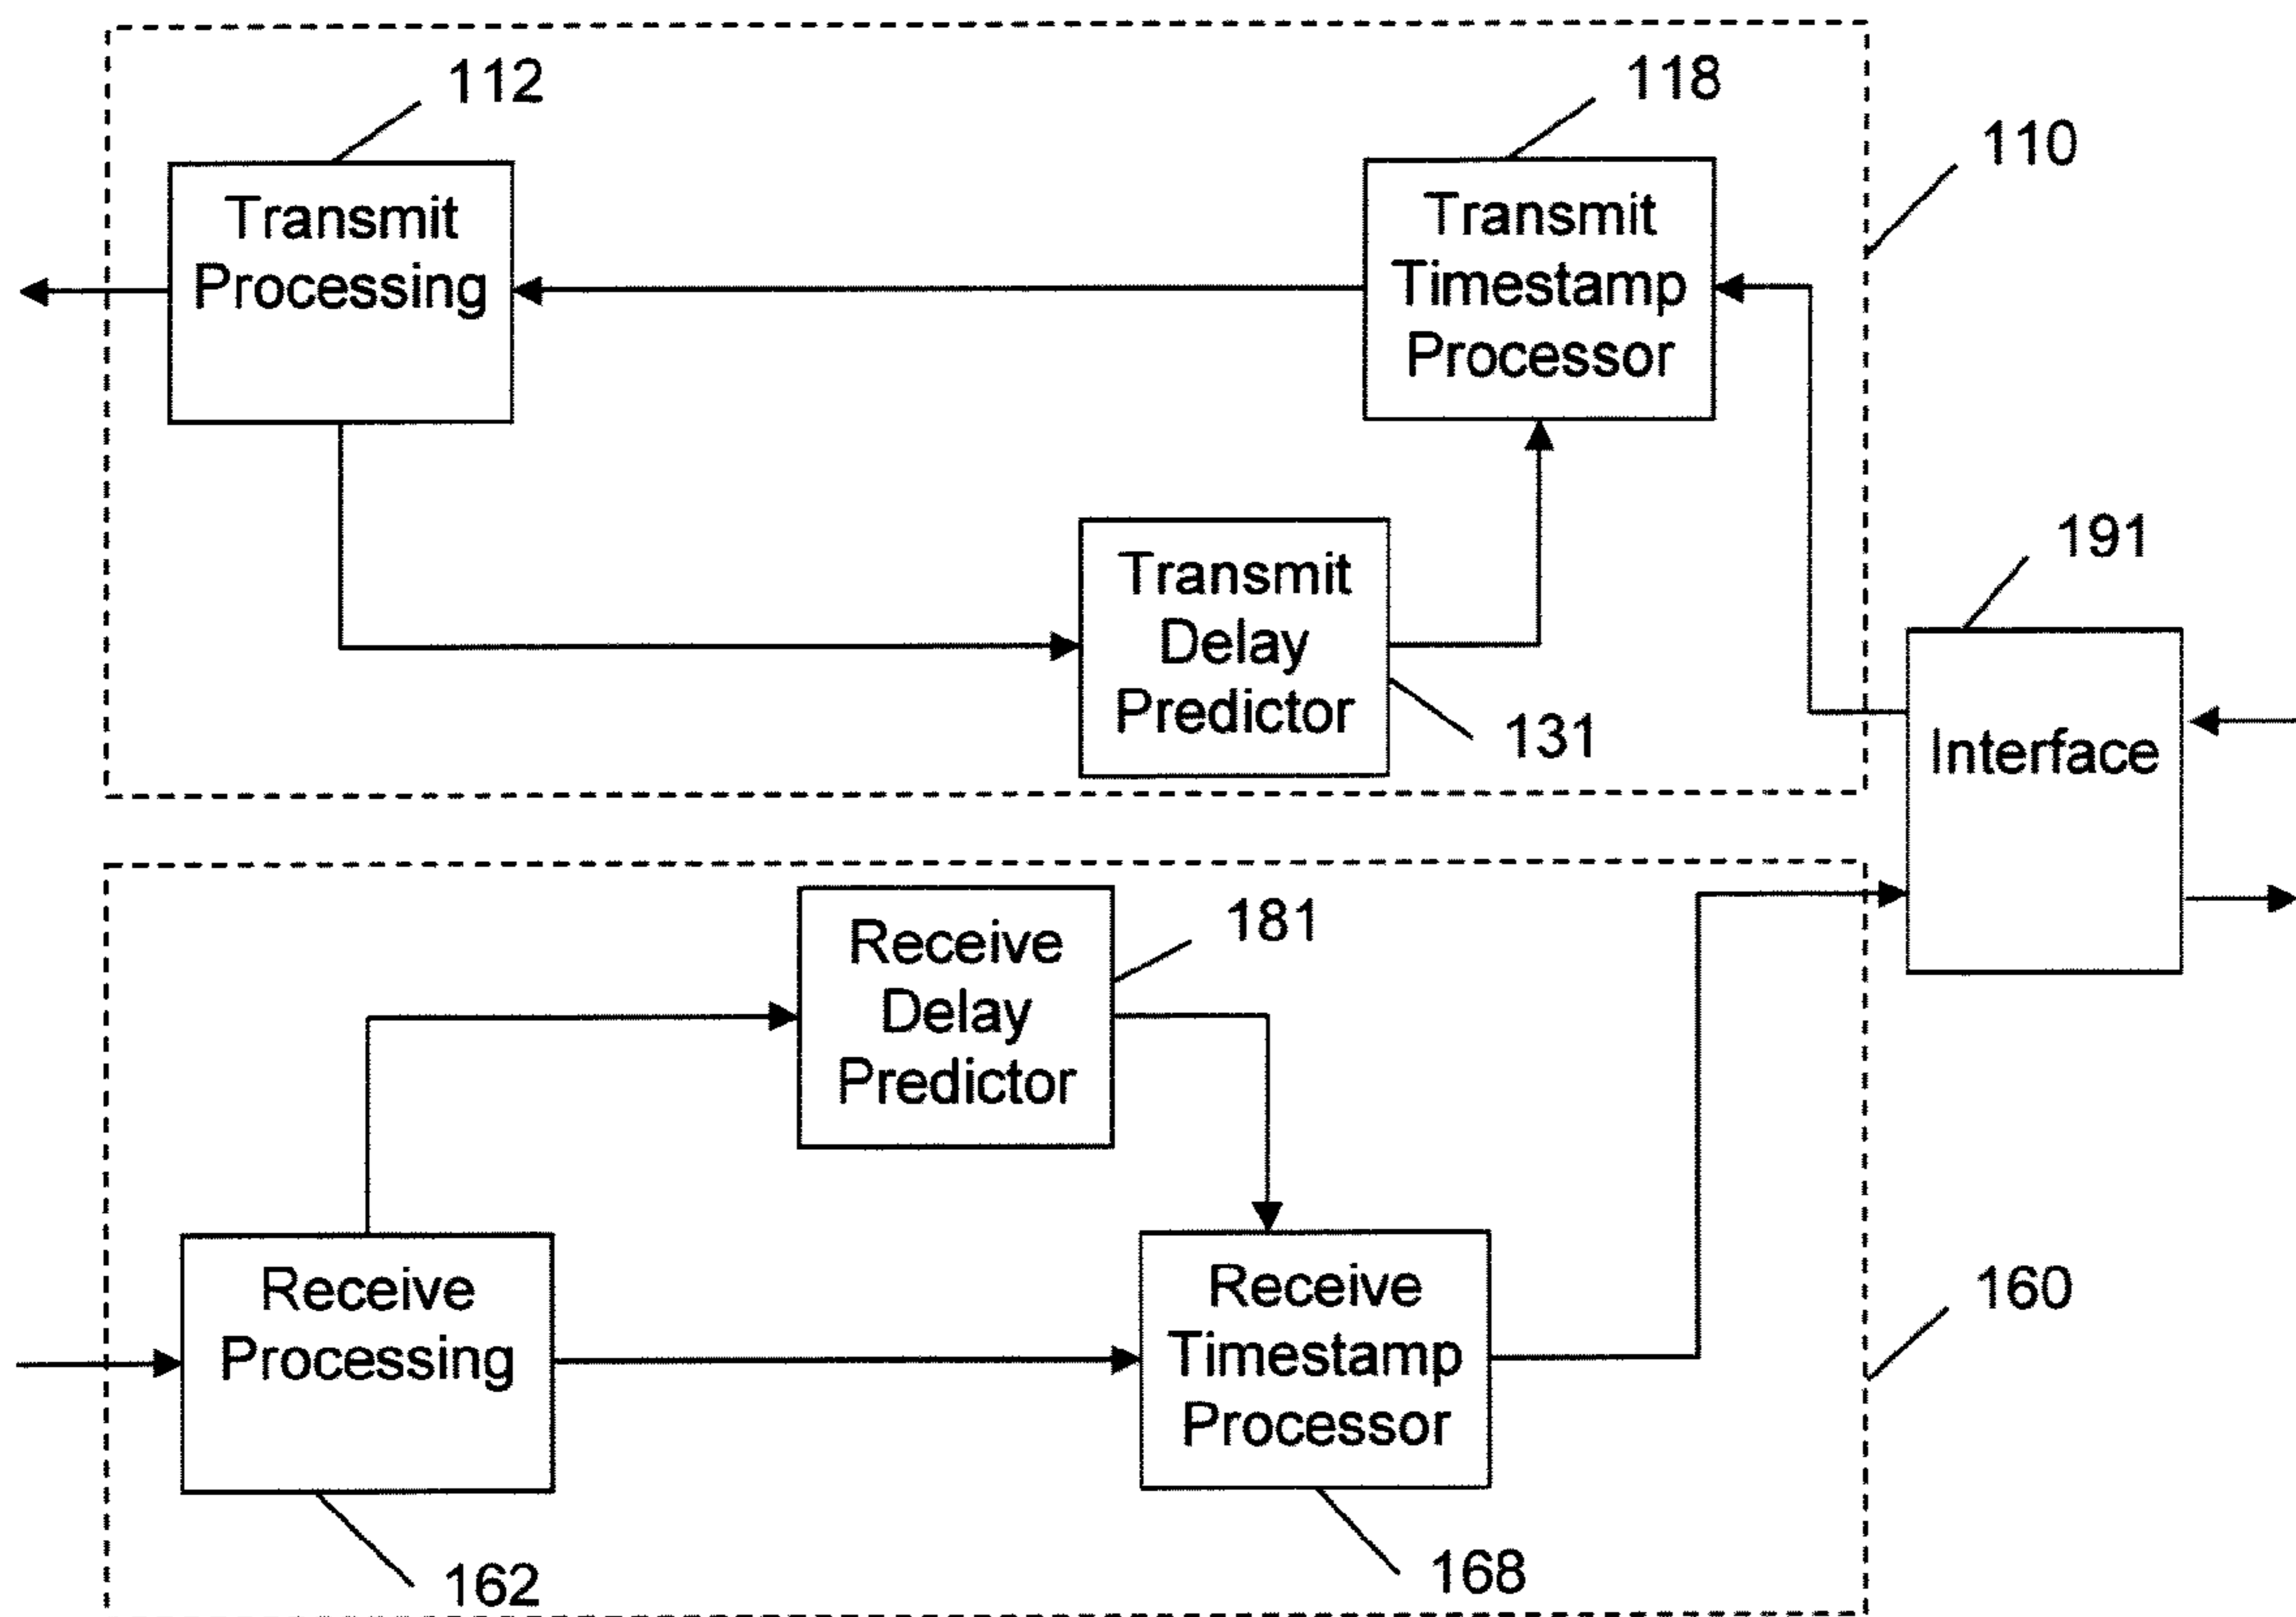 112
118
110
Transmit
Processing
Transmit
Timestamp
Processor
191
Transmit
Delay
Predictor
131
Interface
181
Receive
Delay
Predictor
160
Receive
Processing
Receive
Timestamp
Processor
162
168